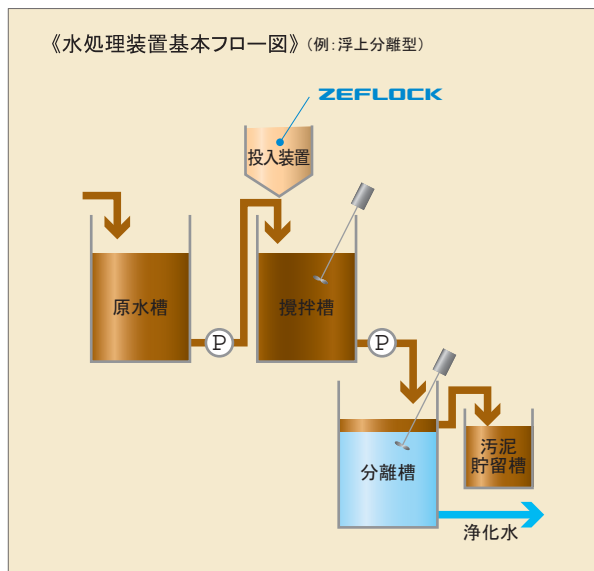 《水処理装置基本フロー図》(例：浮上分離型)
ZEFLOCK
投入装置
原水槽
攪拌槽
P
P
分離槽
汚泥
貯留槽
浄化水